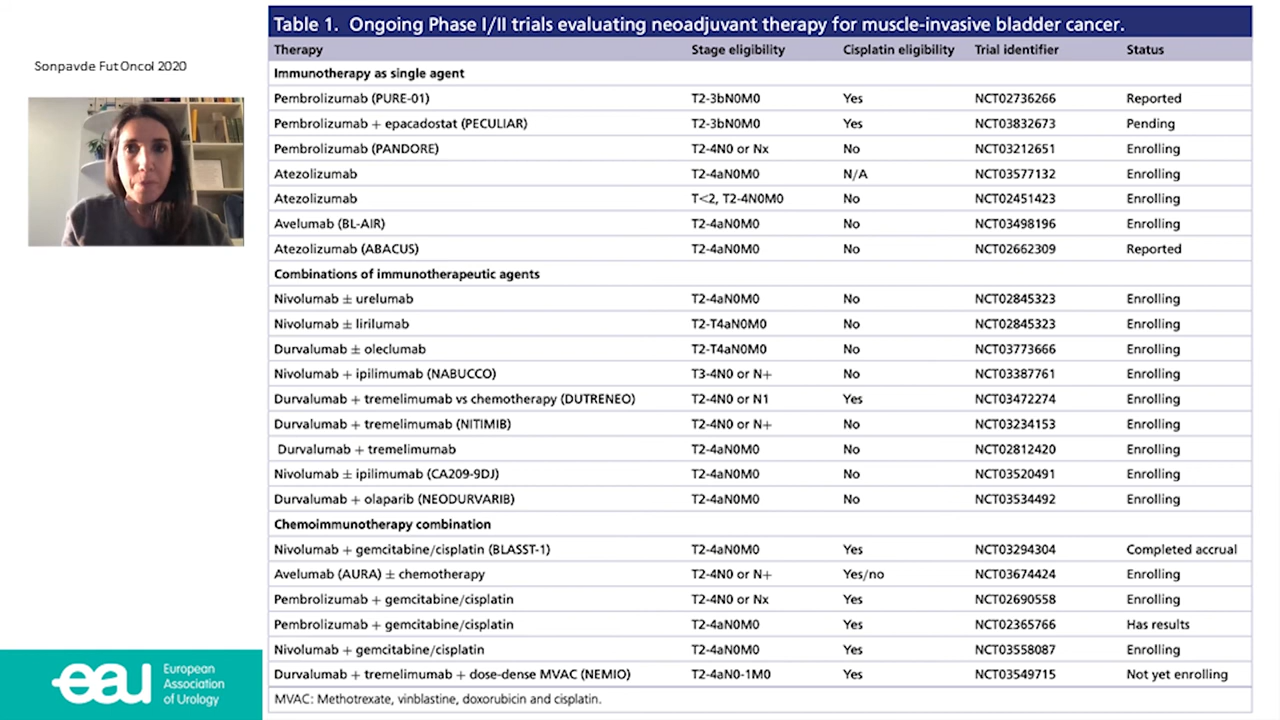 Sonpavde Fut Oncol 2020
Table 1. Ongoing Phase I/II trials evaluating neoadjuvant therapy for muscle-invasive bladder cancer.
Therapy Stage eligibility Cisplatin eligibility Trial identifier Status
Immunotherapy as single agent
Pembrolizumab (PURE-01) T2-3bN0M0 Yes NCT02736266 Reported
Pembrolizumab + epacadostat (PECULIAR) T2-3bN0M0 Yes NCT03832673 Pending
Pembrolizumab (PANDORE) T2-4N0 or Nx No NCT03212651 Enrolling
Atezolizumab T2-4aN0M0 N/A NCT03577132 Enrolling
Atezolizumab T<2, T2-4N0M0 No NCT02451423 Enrolling
Avelumab (BL-AIR) T2-4aN0M0 No NCT03498196 Enrolling
Atezolizumab (ABACUS) T2-4aN0M0 No NCT02662309 Reported
Combinations of immunotherapeutic agents
Nivolumab ± urelumab T2-4aN0M0 No NCT02845323 Enrolling
Nivolumab ± lirilumab T2-T4aN0M0 No NCT02845323 Enrolling
Durvalumab ± oleclumab T2-T4aN0M0 No NCT03773666 Enrolling
Nivolumab + ipilimumab (NABUCCO) T3-4N0 or N+ No NCT03387761 Enrolling
Durvalumab + tremelimumab vs chemotherapy (DUTRENEO) T2-4N0 or N1 Yes NCT03472274 Enrolling
Durvalumab + tremelimumab (NITIMIB) T2-4N0 or N+ No NCT03234153 Enrolling
Durvalumab + tremelimumab T2-4aN0M0 No NCT02812420 Enrolling
Nivolumab ± ipilimumab (CA209-9DJ) T2-4aN0M0 No NCT03520491 Enrolling
Durvalumab + olaparib (NEODURVARIB) T2-4aN0M0 No NCT03534492 Enrolling
Chemoimmunotherapy combination
Nivolumab + gemcitabine/cisplatin (BLASST-1) T2-4aN0M0 Yes NCT03294304 Completed accrual
Avelumab (AURA) ± chemotherapy T2-4N0 or N+ Yes/no NCT03674424 Enrolling
Pembrolizumab + gemcitabine/cisplatin T2-4N0 or Nx Yes NCT02690558 Enrolling
Pembrolizumab + gemcitabine/cisplatin T2-4aN0M0 Yes NCT02365766 Has results
Nivolumab + gemcitabine/cisplatin T2-4aN0M0 Yes NCT03558087 Enrolling
Durvalumab + tremelimumab + dose-dense MVAC (NEMIO) T2-4aN0-1M0 Yes NCT03549715 Not yet enrolling
MVAC: Methotrexate, vinblastine, doxorubicin and cisplatin.
eau
European
Association
of Urology